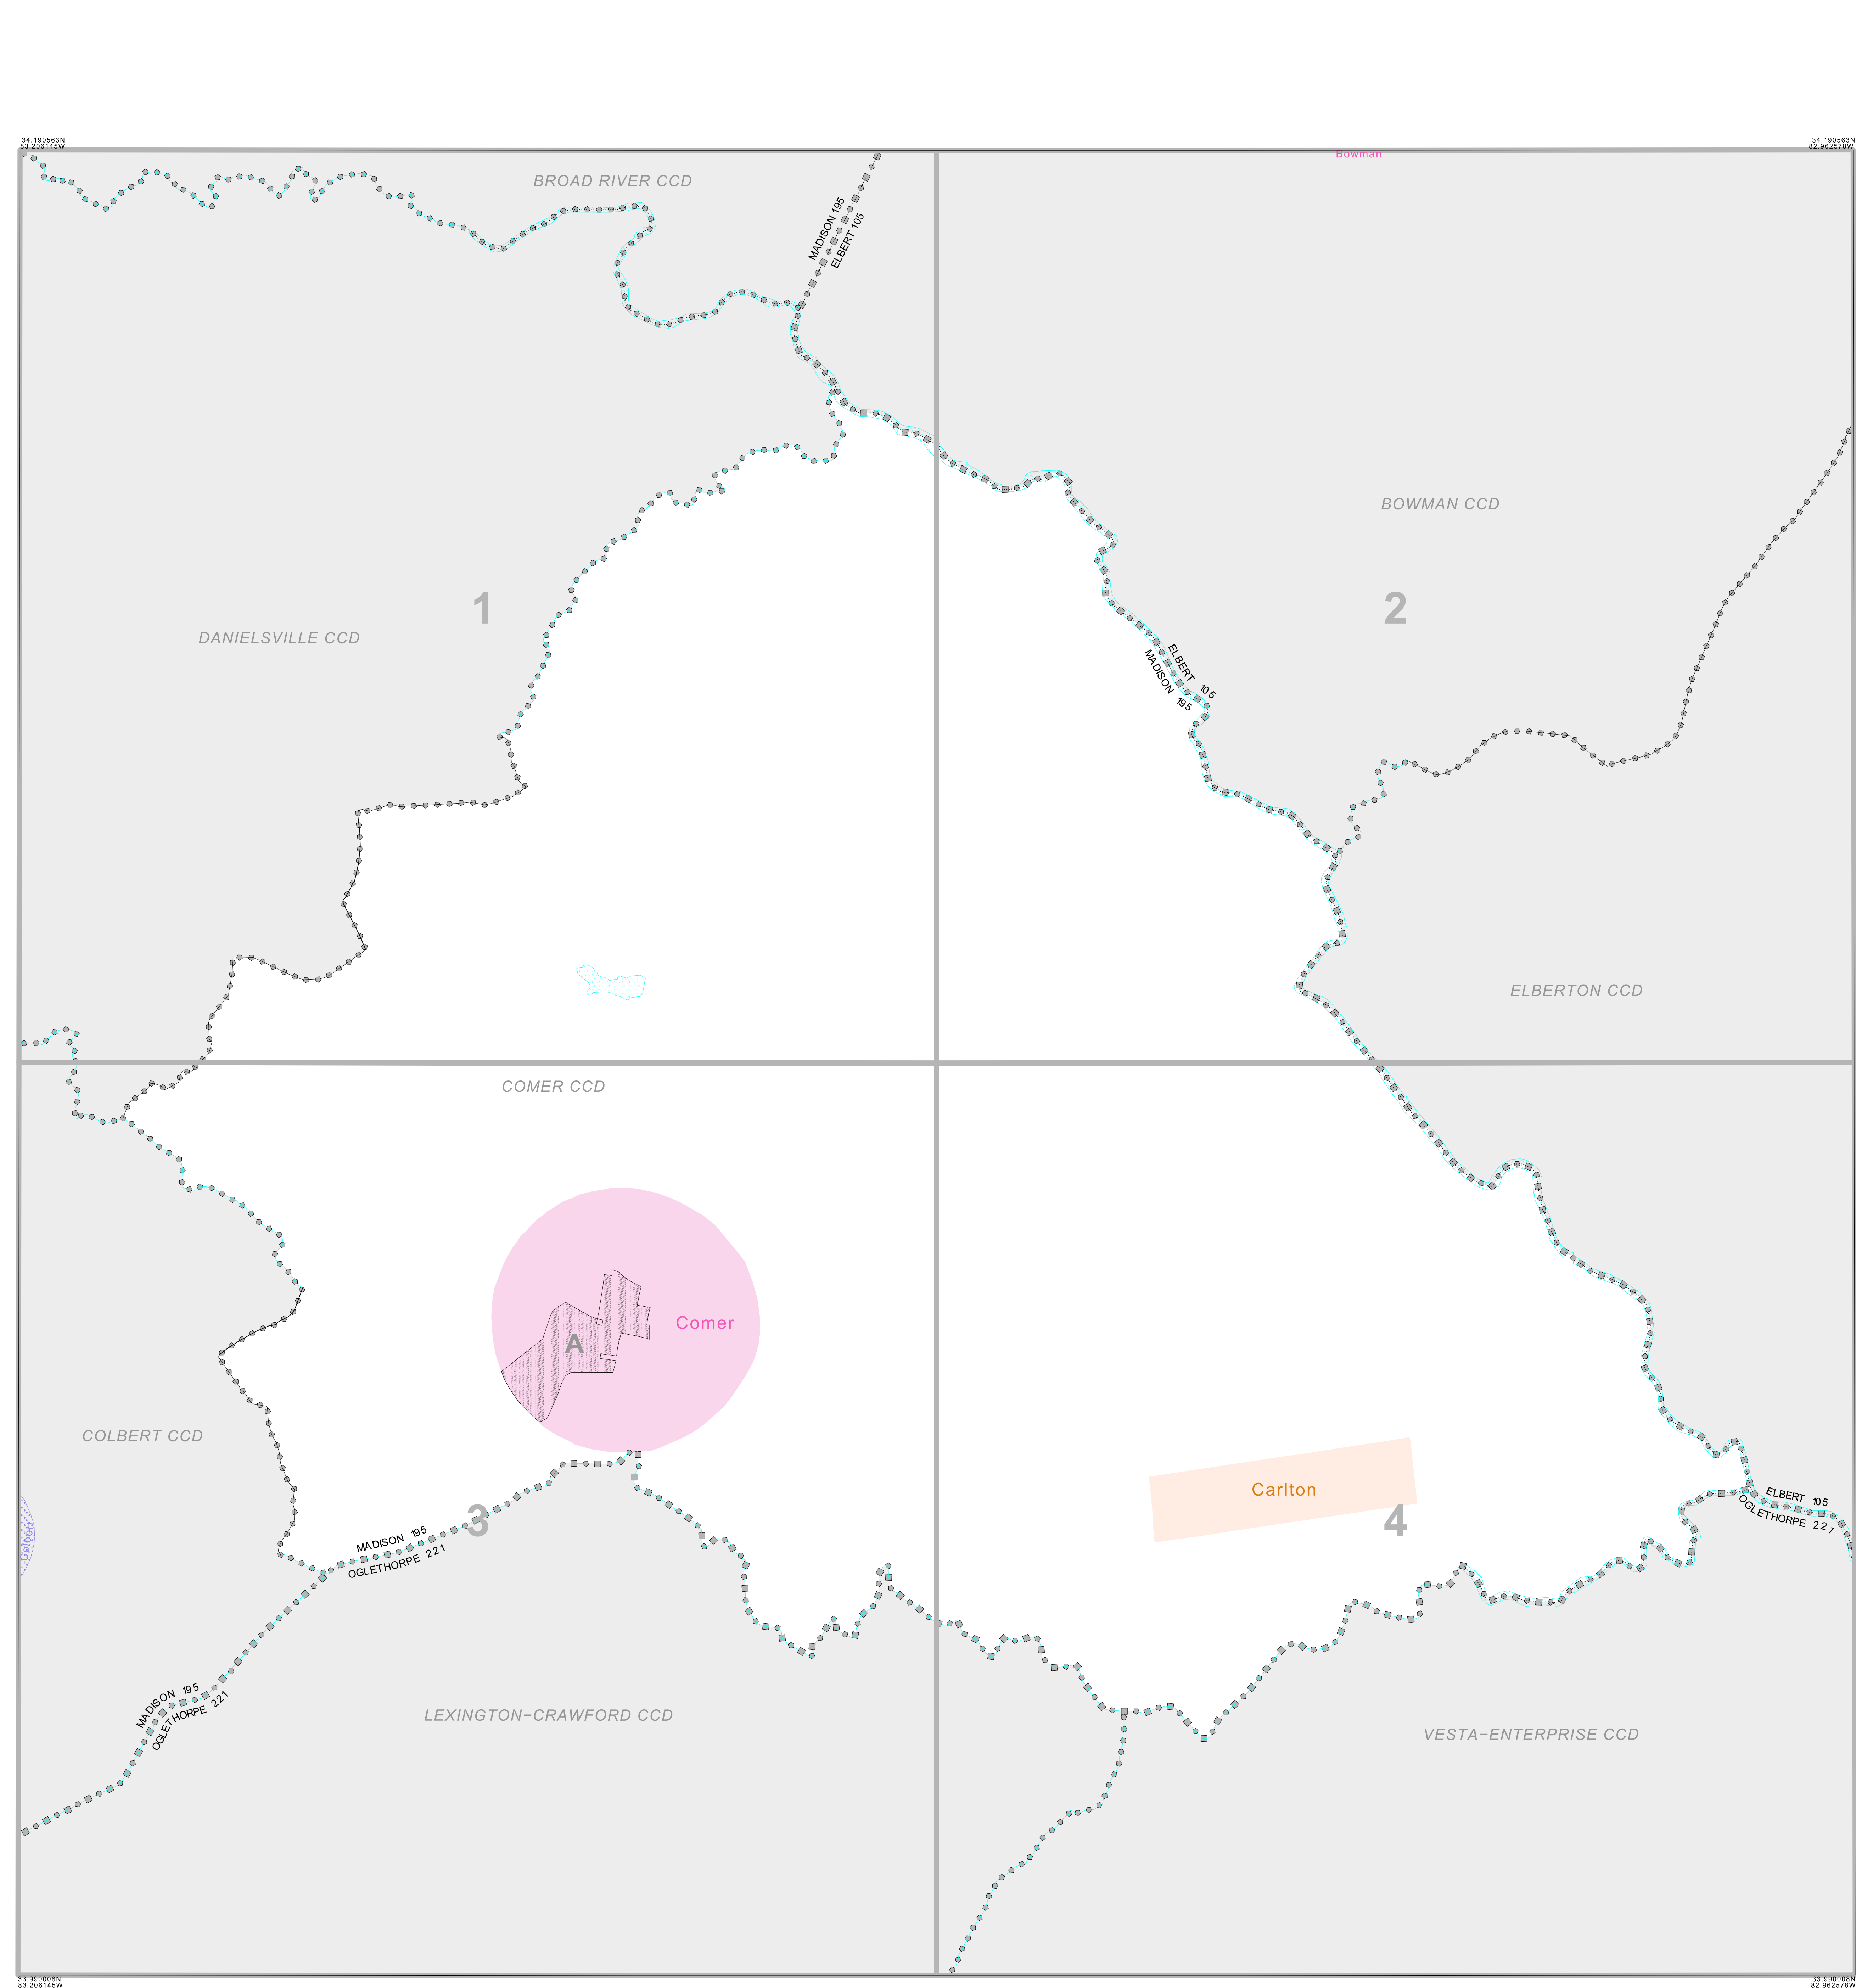 34.190563N
83.206145W
34.190563N
82.962578W
Bowman
BROAD RIVER CCD
MADISON 195
ELBERT 105
BOWMAN CCD
1
2
DANIELSVILLE CCD
ELBERT 105
MADISON 195
ELBERTON CCD
COMER CCD
Comer
A
COLBERT CCD
Carlton
3
4
ELBERT 105
OGLETHORPE 221
MADISON 195
OGLETHORPE 221
Colbert
MADISON 195
OGLETHORPE 221
LEXINGTON-CRAWFORD CCD
VESTA-ENTERPRISE CCD
33.990008N
83.206145W
33.990008N
82.962578W